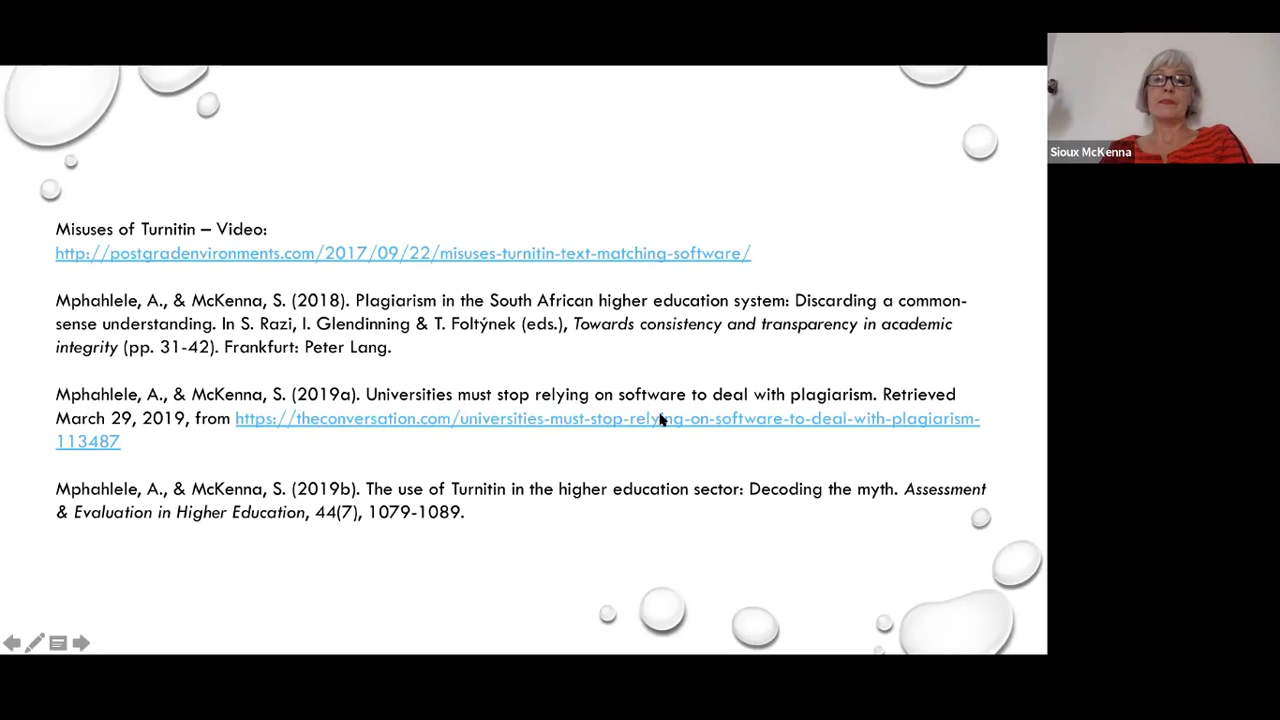 Misuses of Turnitin – Video:
http://postgradenvironments.com/2017/09/22/misuses-turnitin-text-matching-software/
Mphahlele, A., & McKenna, S. (2018). Plagiarism in the South African higher education system: Discarding a common-
sense understanding. In S. Razi, I. Glendinning & T. Foltýnek (eds.), Towards consistency and transparency in academic
integrity (pp. 31-42). Frankfurt: Peter Lang.
Mphahlele, A., & McKenna, S. (2019a). Universities must stop relying on software to deal with plagiarism. Retrieved
March 29, 2019, from https://theconversation.com/universities-must-stop-relying-on-software-to-deal-with-plagiarism-
113487
Mphahlele, A., & McKenna, S. (2019b). The use of Turnitin in the higher education sector: Decoding the myth. Assessment
& Evaluation in Higher Education, 44(7), 1079-1089.
Sioux McKenna